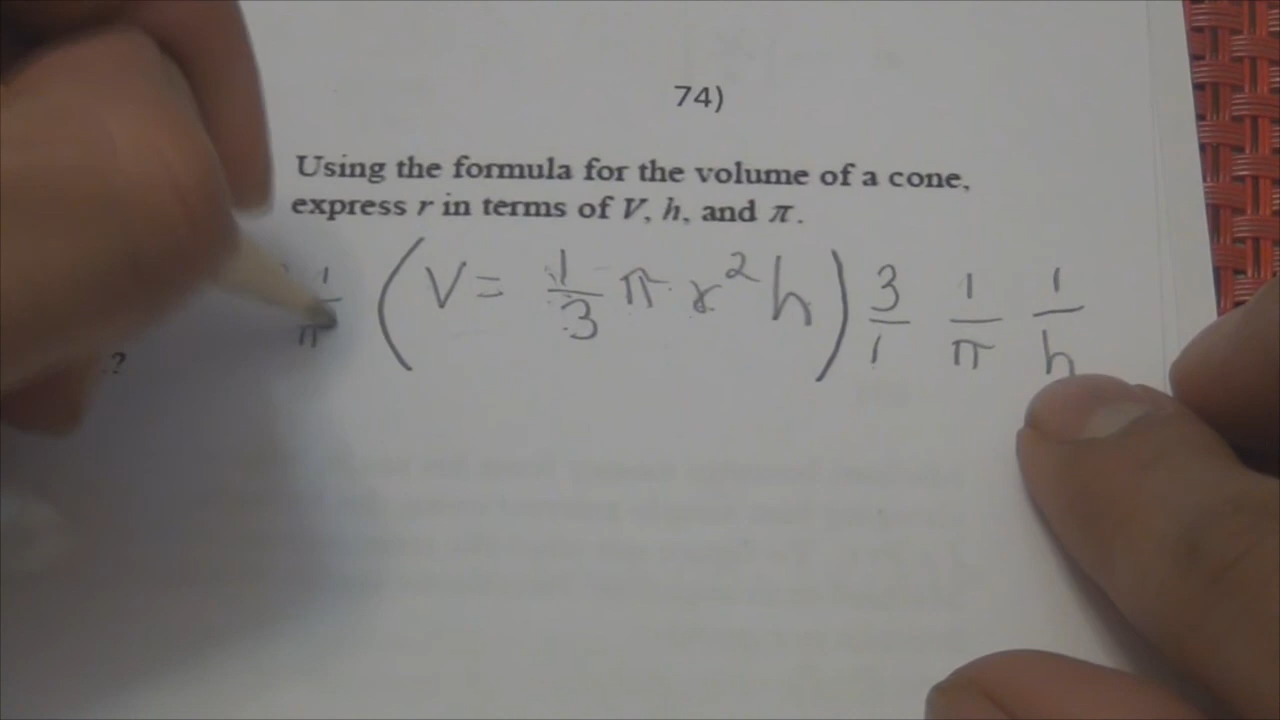 74)
Using the formula for the volume of a cone,
express r in terms of V, h, and π.
1/π (V = 1/3 π r² h) 3/1 1/π 1/h
?